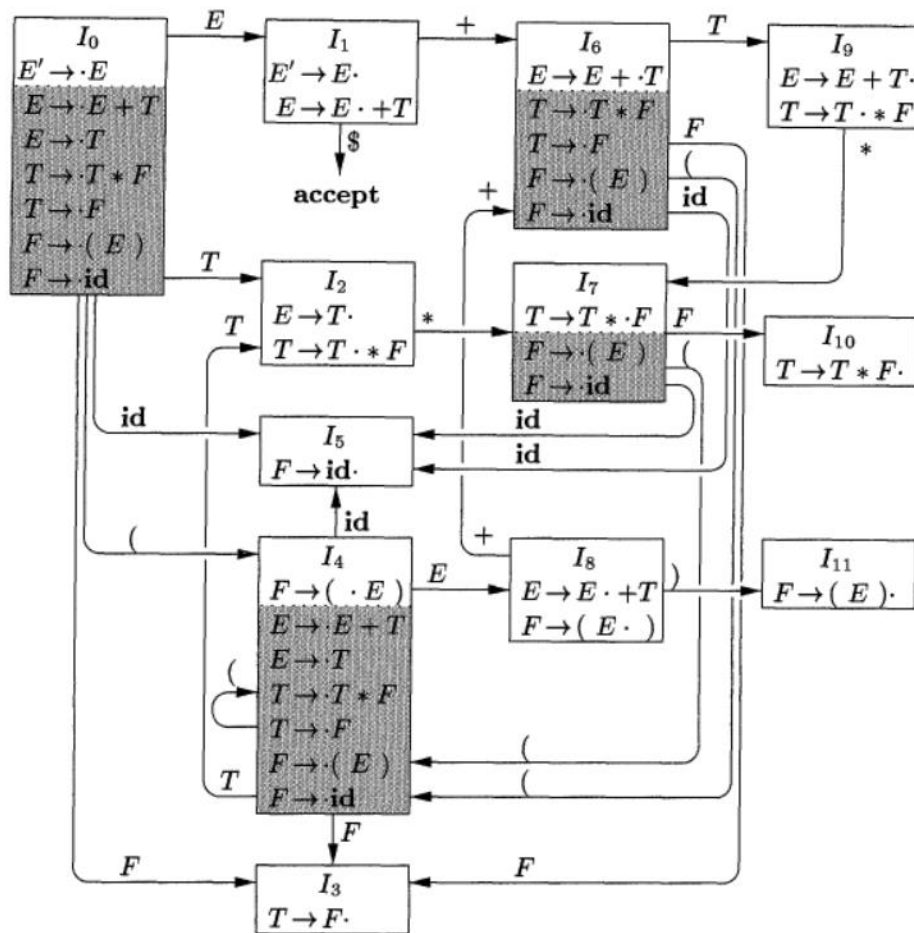 I₀
E' → ·E
E → ·E + T
E → ·T
T → ·T * F
T → ·F
F → ·( E )
F → ·id
E
I₁
E' → E·
E → E· +T
$
accept
+
I₆
E → E + ·T
T → ·T * F
T → ·F
F → ·( E )
F → ·id
T
I₉
E → E + T·
T → T· * F
F
(
id
*
+
T
I₂
E → T·
T → T· * F
T
*
I₇
T → T * ·F
F → ·( E )
F → ·id
F
(
I₁₀
T → T * F·
id
I₅
F → id·
id
id
id
(
I₄
F → ( ·E )
E → ·E + T
E → ·T
T → ·T * F
T → ·F
F → ·( E )
F → ·id
E
+
I₈
E → E· +T
F → ( E· )
)
I₁₁
F → ( E )·
(
(
(
T
F
F
I₃
T → F·
F